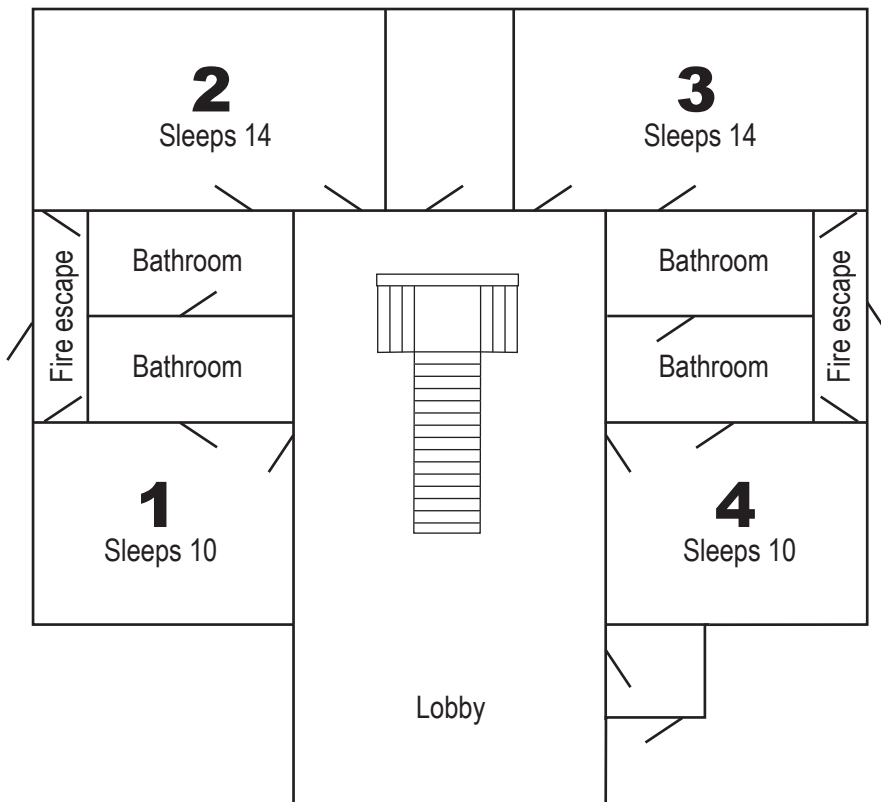 2
Sleeps 14
3
Sleeps 14
Fire escape
Bathroom
Bathroom
Bathroom
Bathroom
Fire escape
1
Sleeps 10
4
Sleeps 10
Lobby